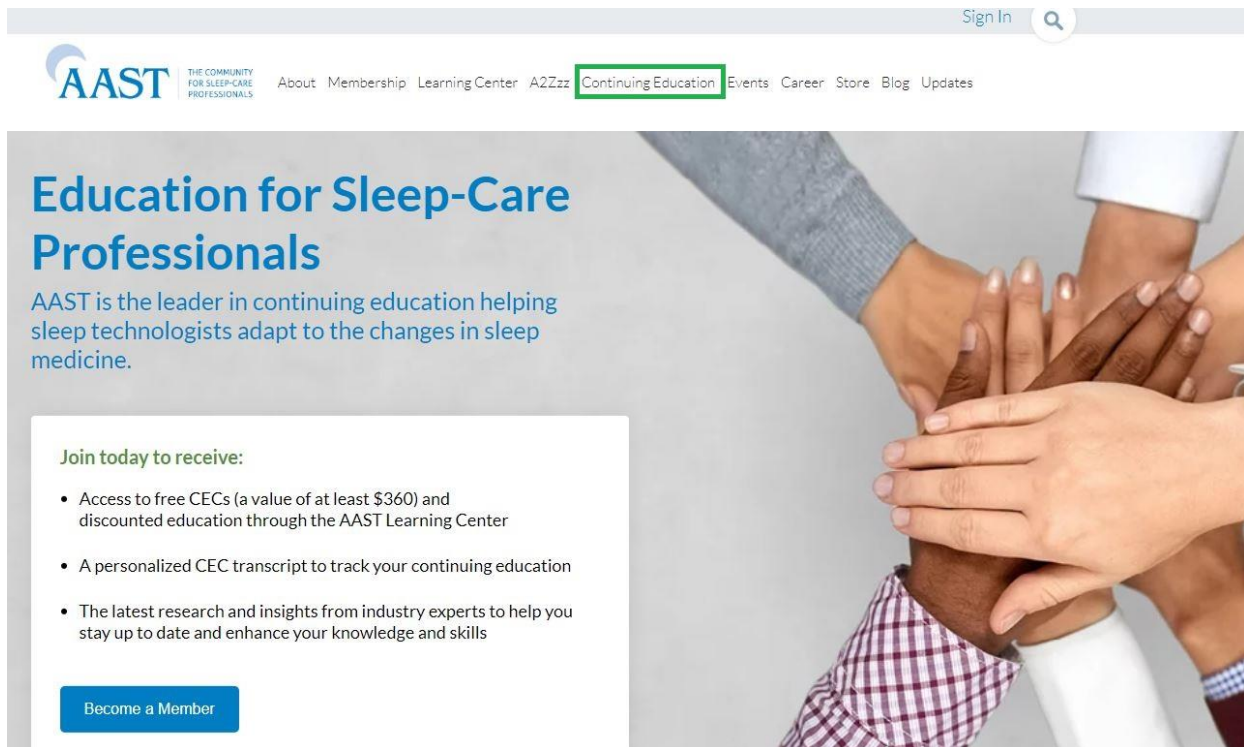 Sign In
AAST
THE COMMUNITY
FOR SLEEP-CARE
PROFESSIONALS
About Membership Learning Center A2Zzz Continuing Education Events Career Store Blog Updates
Education for Sleep-Care
Professionals
AAST is the leader in continuing education helping
sleep technologists adapt to the changes in sleep
medicine.
Join today to receive:
• Access to free CECs (a value of at least $360) and
discounted education through the AAST Learning Center
• A personalized CEC transcript to track your continuing education
• The latest research and insights from industry experts to help you
stay up to date and enhance your knowledge and skills
Become a Member